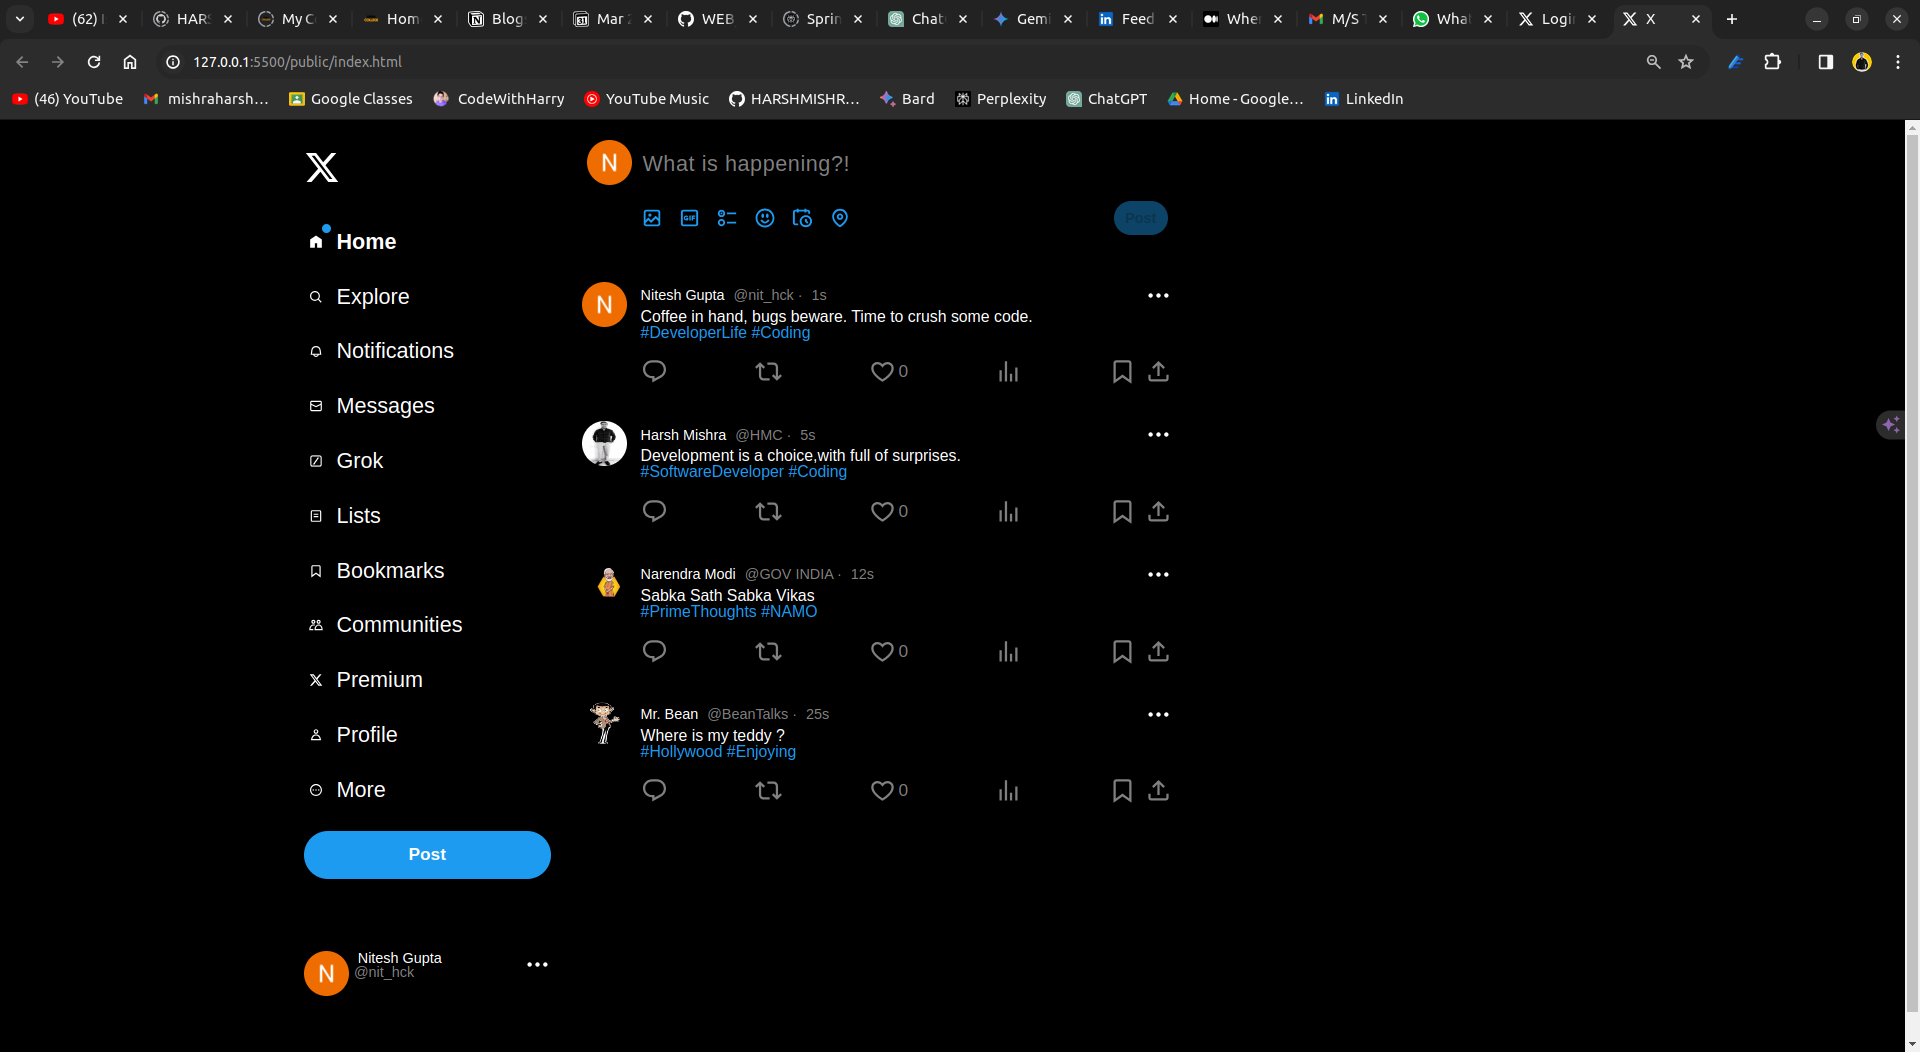 (62)
HAR
My C
Hom
Blog
Mar
WEB
Sprin
Chat
Gemi
Feed
Wher
M/S
What
Login
X
127.0.0.1:5500/public/index.html
(46) YouTube
mishraharsh...
Google Classes
CodeWithHarry
YouTube Music
HARSHMISHR...
Bard
Perplexity
ChatGPT
Home - Google...
LinkedIn
Home
Explore
Notifications
Messages
Grok
Lists
Bookmarks
Communities
Premium
Profile
More
Post
N
Nitesh Gupta
@nit_hck
N
What is happening?!
GIF
Post
N
Nitesh Gupta @nit_hck · 1s
Coffee in hand, bugs beware. Time to crush some code.
#DeveloperLife #Coding
0
Harsh Mishra @HMC · 5s
Development is a choice,with full of surprises.
#SoftwareDeveloper #Coding
0
Narendra Modi @GOV INDIA · 12s
Sabka Sath Sabka Vikas
#PrimeThoughts #NAMO
0
Mr. Bean @BeanTalks · 25s
Where is my teddy ?
#Hollywood #Enjoying
0